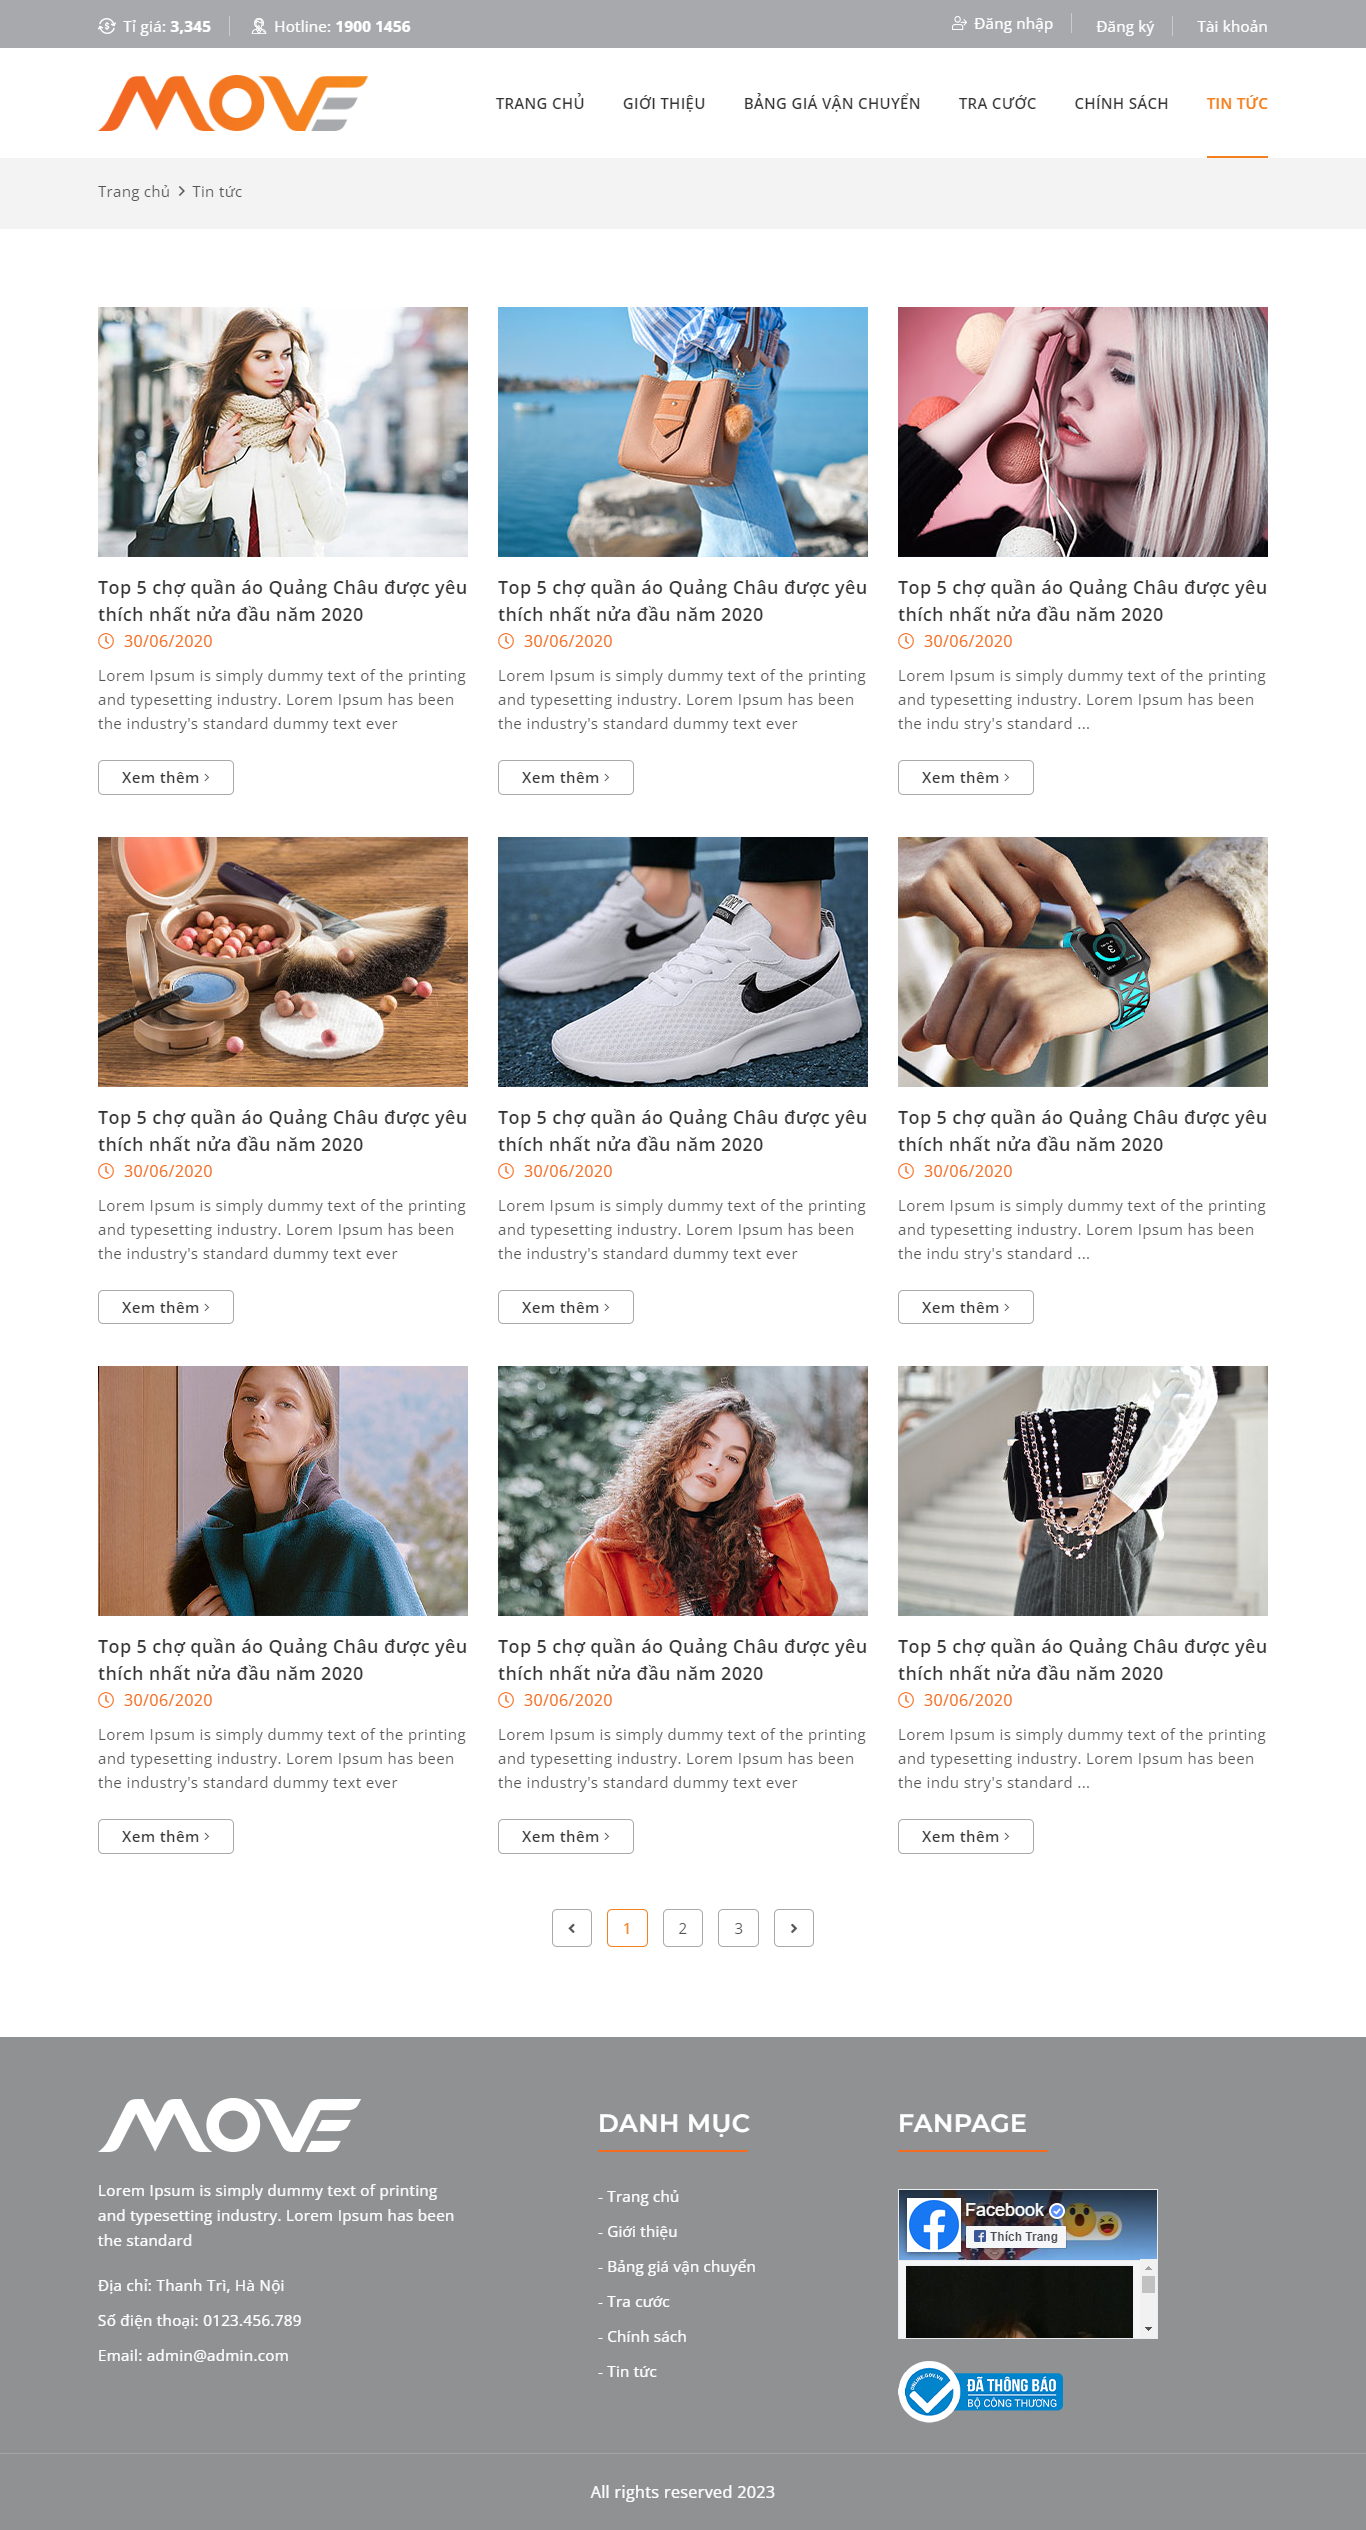 Tỉ giá: 3,345
Hotline: 1900 1456
Đăng nhập
Đăng ký
Tài khoản
MOVE
TRANG CHỦ
GIỚI THIỆU
BẢNG GIÁ VẬN CHUYỂN
TRA CƯỚC
CHÍNH SÁCH
TIN TỨC
Trang chủ > Tin tức
Top 5 chợ quần áo Quảng Châu được yêu
thích nhất nửa đầu năm 2020
30/06/2020
Lorem Ipsum is simply dummy text of the printing
and typesetting industry. Lorem Ipsum has been
the industry's standard dummy text ever
Xem thêm >
Top 5 chợ quần áo Quảng Châu được yêu
thích nhất nửa đầu năm 2020
30/06/2020
Lorem Ipsum is simply dummy text of the printing
and typesetting industry. Lorem Ipsum has been
the industry's standard dummy text ever
Xem thêm >
Top 5 chợ quần áo Quảng Châu được yêu
thích nhất nửa đầu năm 2020
30/06/2020
Lorem Ipsum is simply dummy text of the printing
and typesetting industry. Lorem Ipsum has been
the indu stry's standard ...
Xem thêm >
Top 5 chợ quần áo Quảng Châu được yêu
thích nhất nửa đầu năm 2020
30/06/2020
Lorem Ipsum is simply dummy text of the printing
and typesetting industry. Lorem Ipsum has been
the industry's standard dummy text ever
Xem thêm >
Top 5 chợ quần áo Quảng Châu được yêu
thích nhất nửa đầu năm 2020
30/06/2020
Lorem Ipsum is simply dummy text of the printing
and typesetting industry. Lorem Ipsum has been
the industry's standard dummy text ever
Xem thêm >
Top 5 chợ quần áo Quảng Châu được yêu
thích nhất nửa đầu năm 2020
30/06/2020
Lorem Ipsum is simply dummy text of the printing
and typesetting industry. Lorem Ipsum has been
the indu stry's standard ...
Xem thêm >
Top 5 chợ quần áo Quảng Châu được yêu
thích nhất nửa đầu năm 2020
30/06/2020
Lorem Ipsum is simply dummy text of the printing
and typesetting industry. Lorem Ipsum has been
the industry's standard dummy text ever
Xem thêm >
Top 5 chợ quần áo Quảng Châu được yêu
thích nhất nửa đầu năm 2020
30/06/2020
Lorem Ipsum is simply dummy text of the printing
and typesetting industry. Lorem Ipsum has been
the industry's standard dummy text ever
Xem thêm >
Top 5 chợ quần áo Quảng Châu được yêu
thích nhất nửa đầu năm 2020
30/06/2020
Lorem Ipsum is simply dummy text of the printing
and typesetting industry. Lorem Ipsum has been
the indu stry's standard ...
Xem thêm >
1 2 3
MOVE
Lorem Ipsum is simply dummy text of printing
and typesetting industry. Lorem Ipsum has been
the standard
Địa chỉ: Thanh Trì, Hà Nội
Số điện thoại: 0123.456.789
Email: admin@admin.com
DANH MỤC
- Trang chủ
- Giới thiệu
- Bảng giá vận chuyển
- Tra cước
- Chính sách
- Tin tức
FANPAGE
Facebook
Thích Trang
ONLINE.GOV.VN
ĐÃ THÔNG BÁO
BỘ CÔNG THƯƠNG
All rights reserved 2023